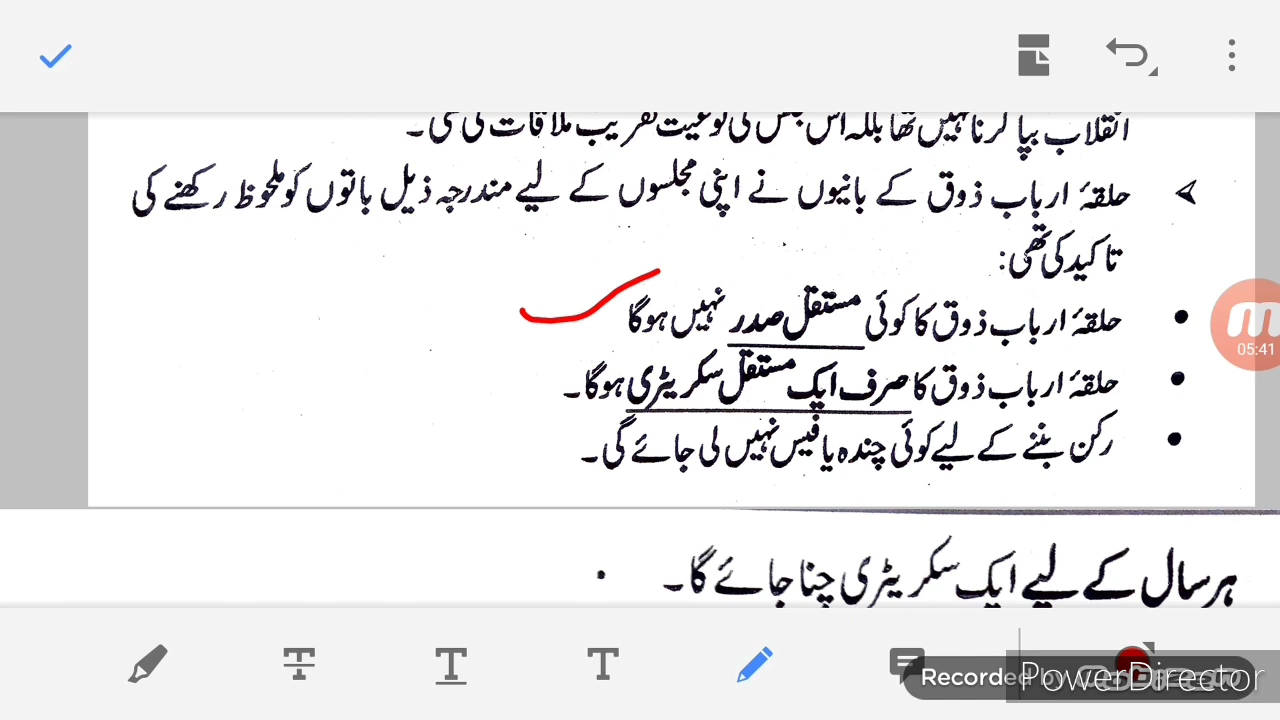 انقلاب بپا کرنا نہیں تھا بلکہ اس کی نوعیت تقریب ملاقات کی تھی۔
حلقۂ ارباب ذوق کے بانیوں نے اپنی مجلسوں کے لیے مندرجہ ذیل باتوں کو ملحوظ رکھنے کی
تاکید کی تھی:
حلقۂ ارباب ذوق کا کوئی مستقل صدر نہیں ہوگا
05:41
حلقۂ ارباب ذوق کا صرف ایک مستقل سکریٹری ہوگا۔
رکن بننے کے لیے کوئی چندہ یا فیس نہیں لی جائے گی۔
ہر سال کے لیے ایک سکریٹری چنا جائے گا۔
T T T
Recorded by
PowerDirector